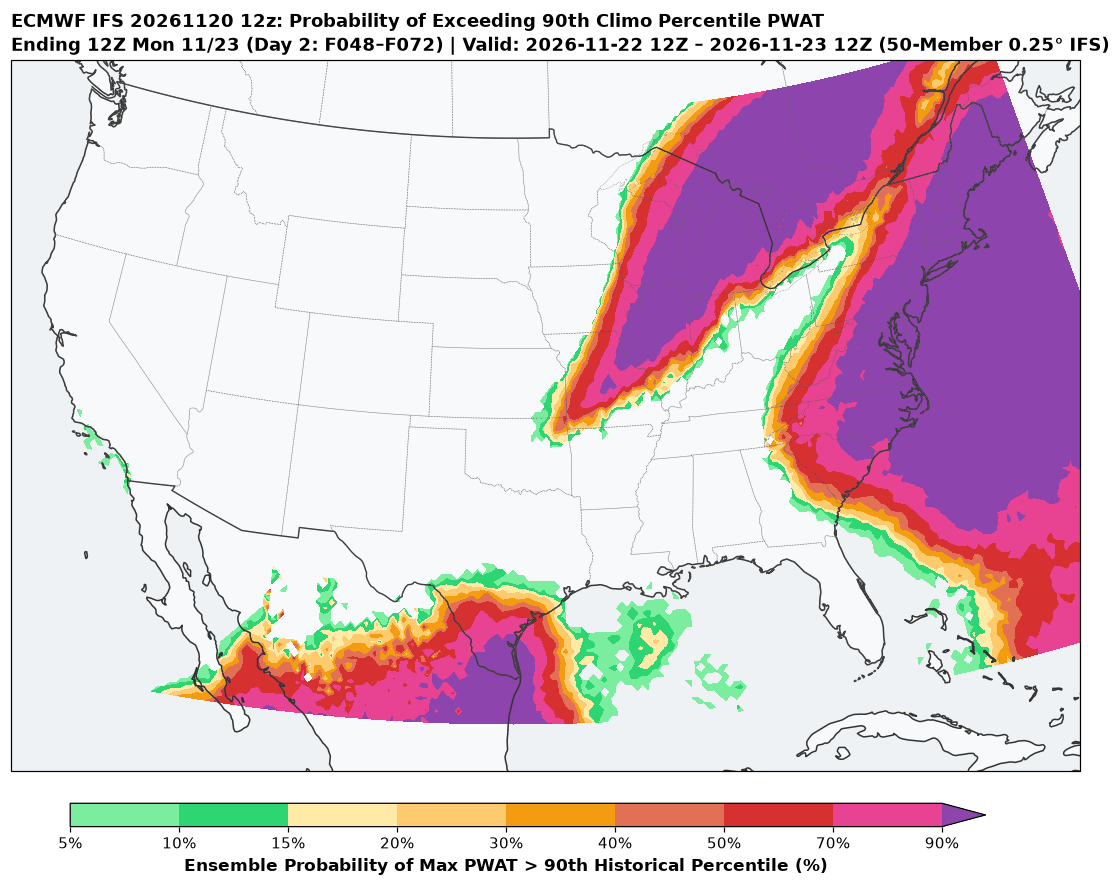 ECMWF IFS 20261120 12z: Probability of Exceeding 90th Climo Percentile PWAT
Ending 12Z Mon 11/23 (Day 2: F048–F072) | Valid: 2026-11-22 12Z – 2026-11-23 12Z (50-Member 0.25° IFS)
5% 10% 15% 20% 30% 40% 50% 70% 90%
Ensemble Probability of Max PWAT > 90th Historical Percentile (%)